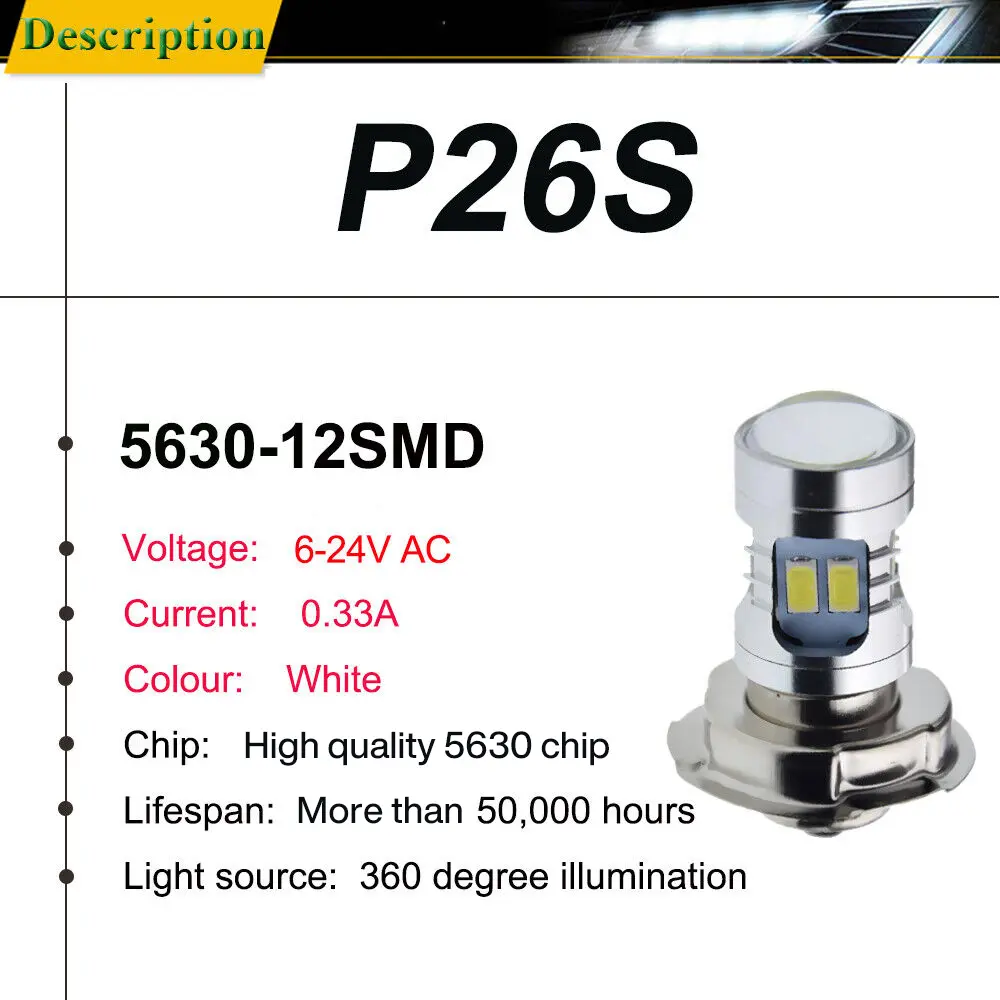 Description
P26S
5630-12SMD
Voltage: 6-24V AC
Current: 0.33A
Colour: White
Chip: High quality 5630 chip
Lifespan: More than 50,000 hours
Light source: 360 degree illumination